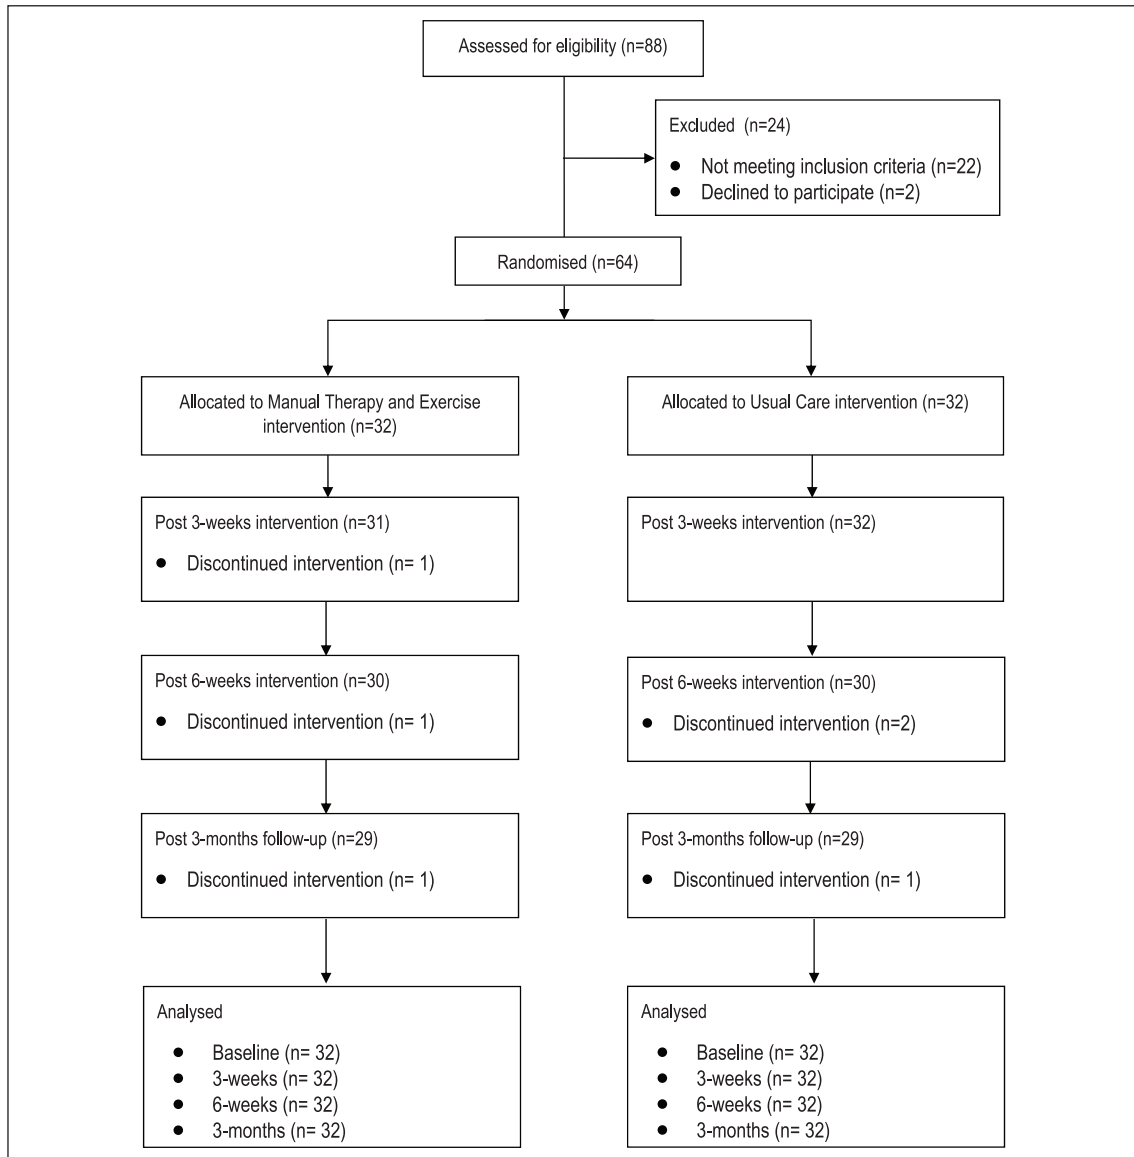 Assessed for eligibility (n=88)
Excluded (n=24)
● Not meeting inclusion criteria (n=22)
● Declined to participate (n=2)
Randomised (n=64)
Allocated to Manual Therapy and Exercise
intervention (n=32)
Allocated to Usual Care intervention (n=32)
Post 3-weeks intervention (n=31)
● Discontinued intervention (n= 1)
Post 3-weeks intervention (n=32)
Post 6-weeks intervention (n=30)
● Discontinued intervention (n= 1)
Post 6-weeks intervention (n=30)
● Discontinued intervention (n=2)
Post 3-months follow-up (n=29)
● Discontinued intervention (n= 1)
Post 3-months follow-up (n=29)
● Discontinued intervention (n= 1)
Analysed
● Baseline (n= 32)
● 3-weeks (n= 32)
● 6-weeks (n= 32)
● 3-months (n= 32)
Analysed
● Baseline (n= 32)
● 3-weeks (n= 32)
● 6-weeks (n= 32)
● 3-months (n= 32)